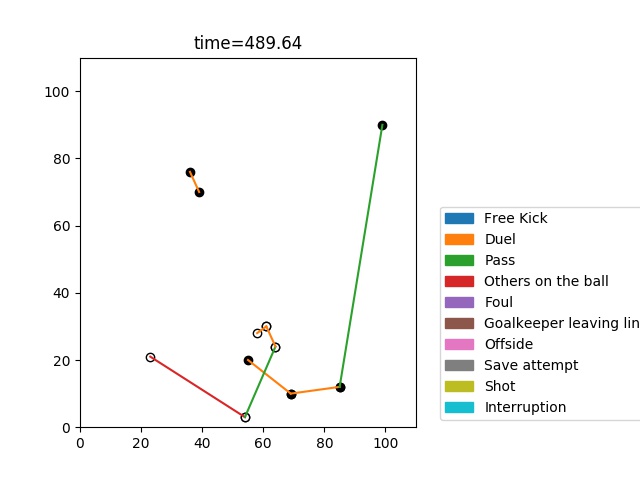 time=489.64
100
80
60
40
20
0
0 20 40 60 80 100
Free Kick
Duel
Pass
Others on the ball
Foul
Goalkeeper leaving lin
Offside
Save attempt
Shot
Interruption